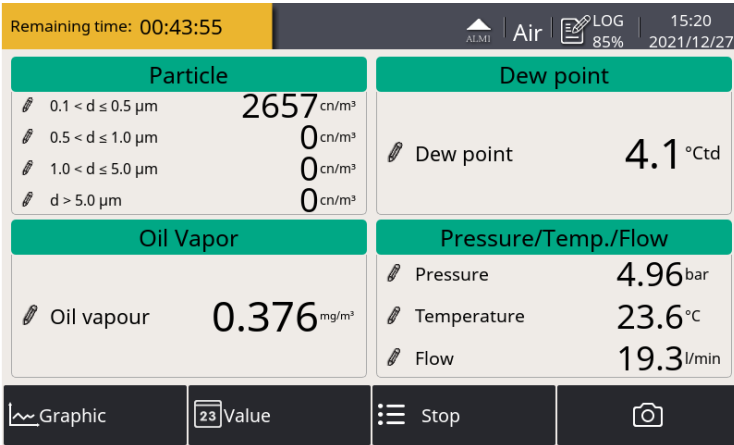 Remaining time: 00:43:55
ALMI
Air
LOG
85%
15:20
2021/12/27
Particle
0.1 < d ≤ 0.5 µm 2657 cn/m³
0.5 < d ≤ 1.0 µm 0 cn/m³
1.0 < d ≤ 5.0 µm 0 cn/m³
d > 5.0 µm 0 cn/m³
Dew point
Dew point 4.1 °Ctd
Oil Vapor
Oil vapour 0.376 mg/m³
Pressure/Temp./Flow
Pressure 4.96 bar
Temperature 23.6 °C
Flow 19.3 l/min
Graphic
23 Value
Stop